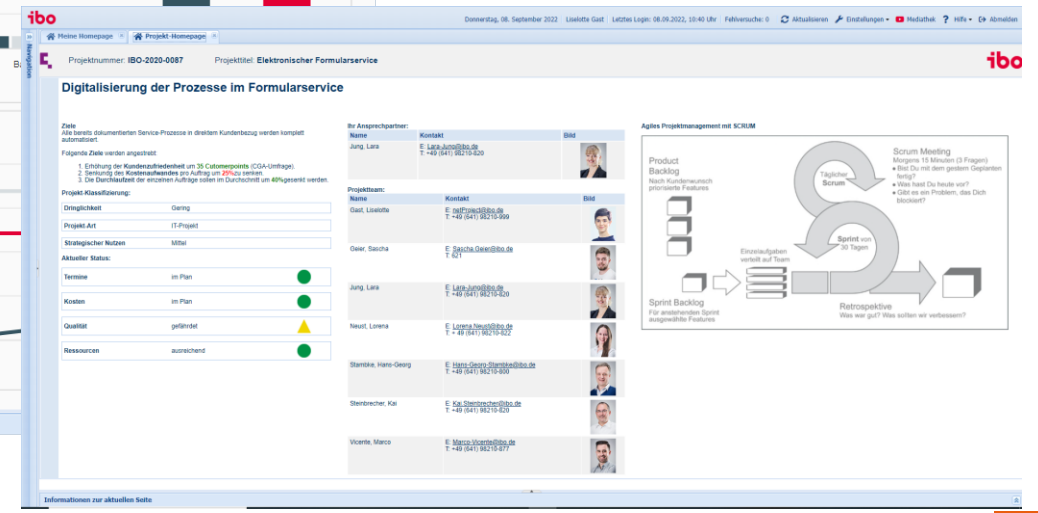 ibo
Donnerstag, 08. September 2022 Liselotte Gast Letztes Login: 08.09.2022, 10:40 Uhr Fehlversuche: 0 Aktualisieren Einstellungen Mediathek ? Hilfe Abmelden
Meine Homepage Projekt-Homepage
Navigation
Projektnummer: IBO-2020-0087 Projekttitel: Elektronischer Formularservice
ibo
Digitalisierung der Prozesse im Formularservice
Ziele
Alle bereits dokumentierten Service-Prozesse in direktem Kundenbezug werden komplett
automatisiert.
Folgende Ziele werden angestrebt:
1. Erhöhung der Kundenzufriedenheit um 35 Cutomerpoints (CGA-Umfrage).
2. Senkundg des Kostenaufwandes pro Auftrag um 25%zu senken.
3. Die Durchlaufzeit der einzelnen Aufträge sollen im Durchschnitt um 40%gesenkt werden.
Projekt-Klassifizierung:
Dringlichkeit Gering
Projekt-Art IT-Projekt
Strategischer Nutzen Mittel
Aktueller Status:
Termine im Plan
Kosten im Plan
Qualität gefährdet
Ressourcen ausreichend
Ihr Ansprechpartner:
Name Kontakt Bild
Jung, Lara E: Lara-Jung@ibo.de
T: +49 (641) 98210-820
Projektteam:
Name Kontakt Bild
Gast, Liselotte E: netProject@ibo.de
T: +49 (641) 98210-999
Geier, Sascha E: Sascha.Geier@ibo.de
T: 621
Jung, Lara E: Lara-Jung@ibo.de
T: +49 (641) 98210-820
Neust, Lorena E: Lorena.Neust@ibo.de
T: + 49 (641) 98210-622
Stambke, Hans-Georg E: Hans-Georg-Stambke@ibo.de
T: +49 (641) 98210-800
Steinbrecher, Kai E: Kai.Steinbrecher@ibo.de
T: +49 (641) 98210-820
Vicente, Marco E: Marco-Vicente@ibo.de
T: +49 (641) 98210-877
Agiles Projektmanagement mit SCRUM
Product
Backlog
Nach Kundenwunsch
priorisierte Features
Täglicher
Scrum
Scrum Meeting
Morgens 15 Minuten (3 Fragen)
• Bist Du mit dem gestern Geplanten
fertig?
• Was hast Du heute vor?
• Gibt es ein Problem, das Dich
blockiert?
Sprint von
30 Tagen
Einzelaufgaben
verteilt auf Team
Sprint Backlog
Für anstehenden Sprint
ausgewählte Features
Retrospektive
Was war gut? Was sollten wir verbessern?
Informationen zur aktuellen Seite